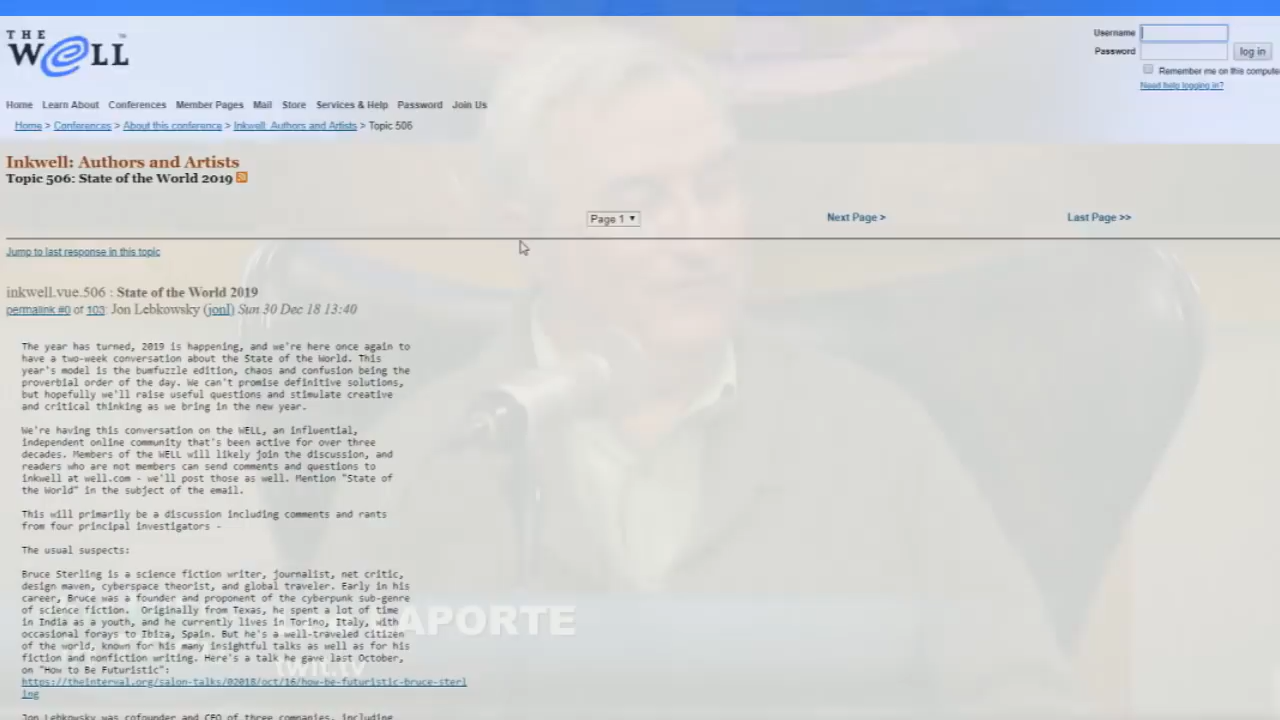 THE
WELL
Username
Password
log in
Remember me on this compute
Need help logging in?
Home Learn About Conferences Member Pages Mail Store Services & Help Password Join Us
Home > Conferences > About this conference > Inkwell: Authors and Artists > Topic 506
Inkwell: Authors and Artists
Topic 506: State of the World 2019
Page 1
Next Page >
Last Page >>
Jump to last response in this topic
inkwell.vue.506 : State of the World 2019
permalink #0 of 103: Jon Lebkowsky (jonl) Sun 30 Dec 18 13:40
The year has turned, 2019 is happening, and we're here once again to
have a two-week conversation about the State of the World. This
year's model is the bumfuzzle edition, chaos and confusion being the
proverbial order of the day. We can't promise definitive solutions,
but hopefully we'll raise useful questions and stimulate creative
and critical thinking as we bring in the new year.
We're having this conversation on the WELL, an influential,
independent online community that's been active for over three
decades. Members of the WELL will likely join the discussion, and
readers who are not members can send comments and questions to
inkwell at well.com - we'll post those as well. Mention "State of
the World" in the subject of the email.
This will primarily be a discussion including comments and rants
from four principal investigators -
The usual suspects:
Bruce Sterling is a science fiction writer, journalist, net critic,
design maven, cyberspace theorist, and global traveler. Early in his
career, Bruce was a founder and proponent of the cyberpunk sub-genre
of science fiction. Originally from Texas, he spent a lot of time
in India as a youth, and he currently lives in Torino, Italy, with
occasional forays to Ibiza, Spain. But he's a well-traveled citizen
of the world, known for his many insightful talks as well as for his
fiction and nonfiction writing. Here's a talk he gave last October,
on "How to Be Futuristic":
https://theinterval.org/salon-talks/02018/oct/16/how-be-futuristic-bruce-sterl
ing
Jon Lebkowsky was cofounder and CEO of three companies, including
APORTE